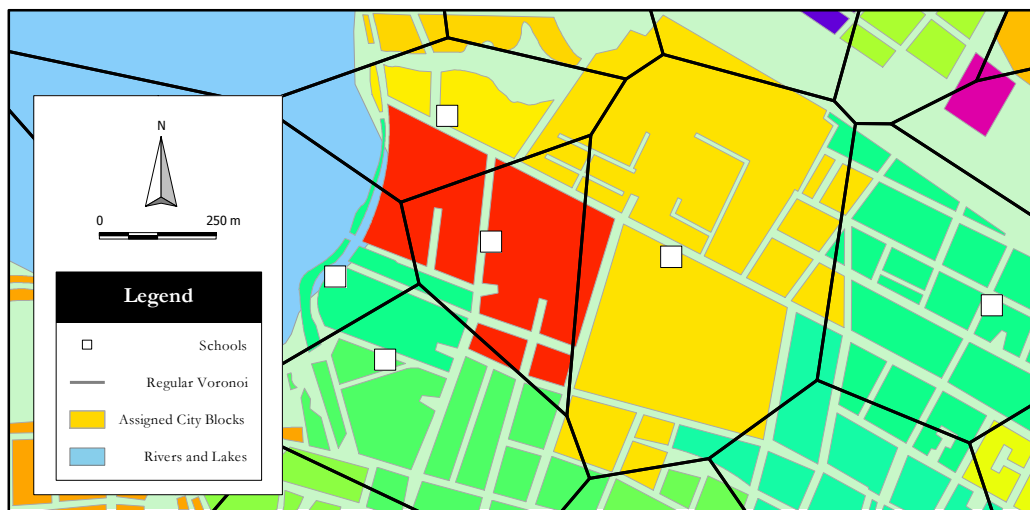 N
0 250 m
Legend
Schools
Regular Voronoi
Assigned City Blocks
Rivers and Lakes